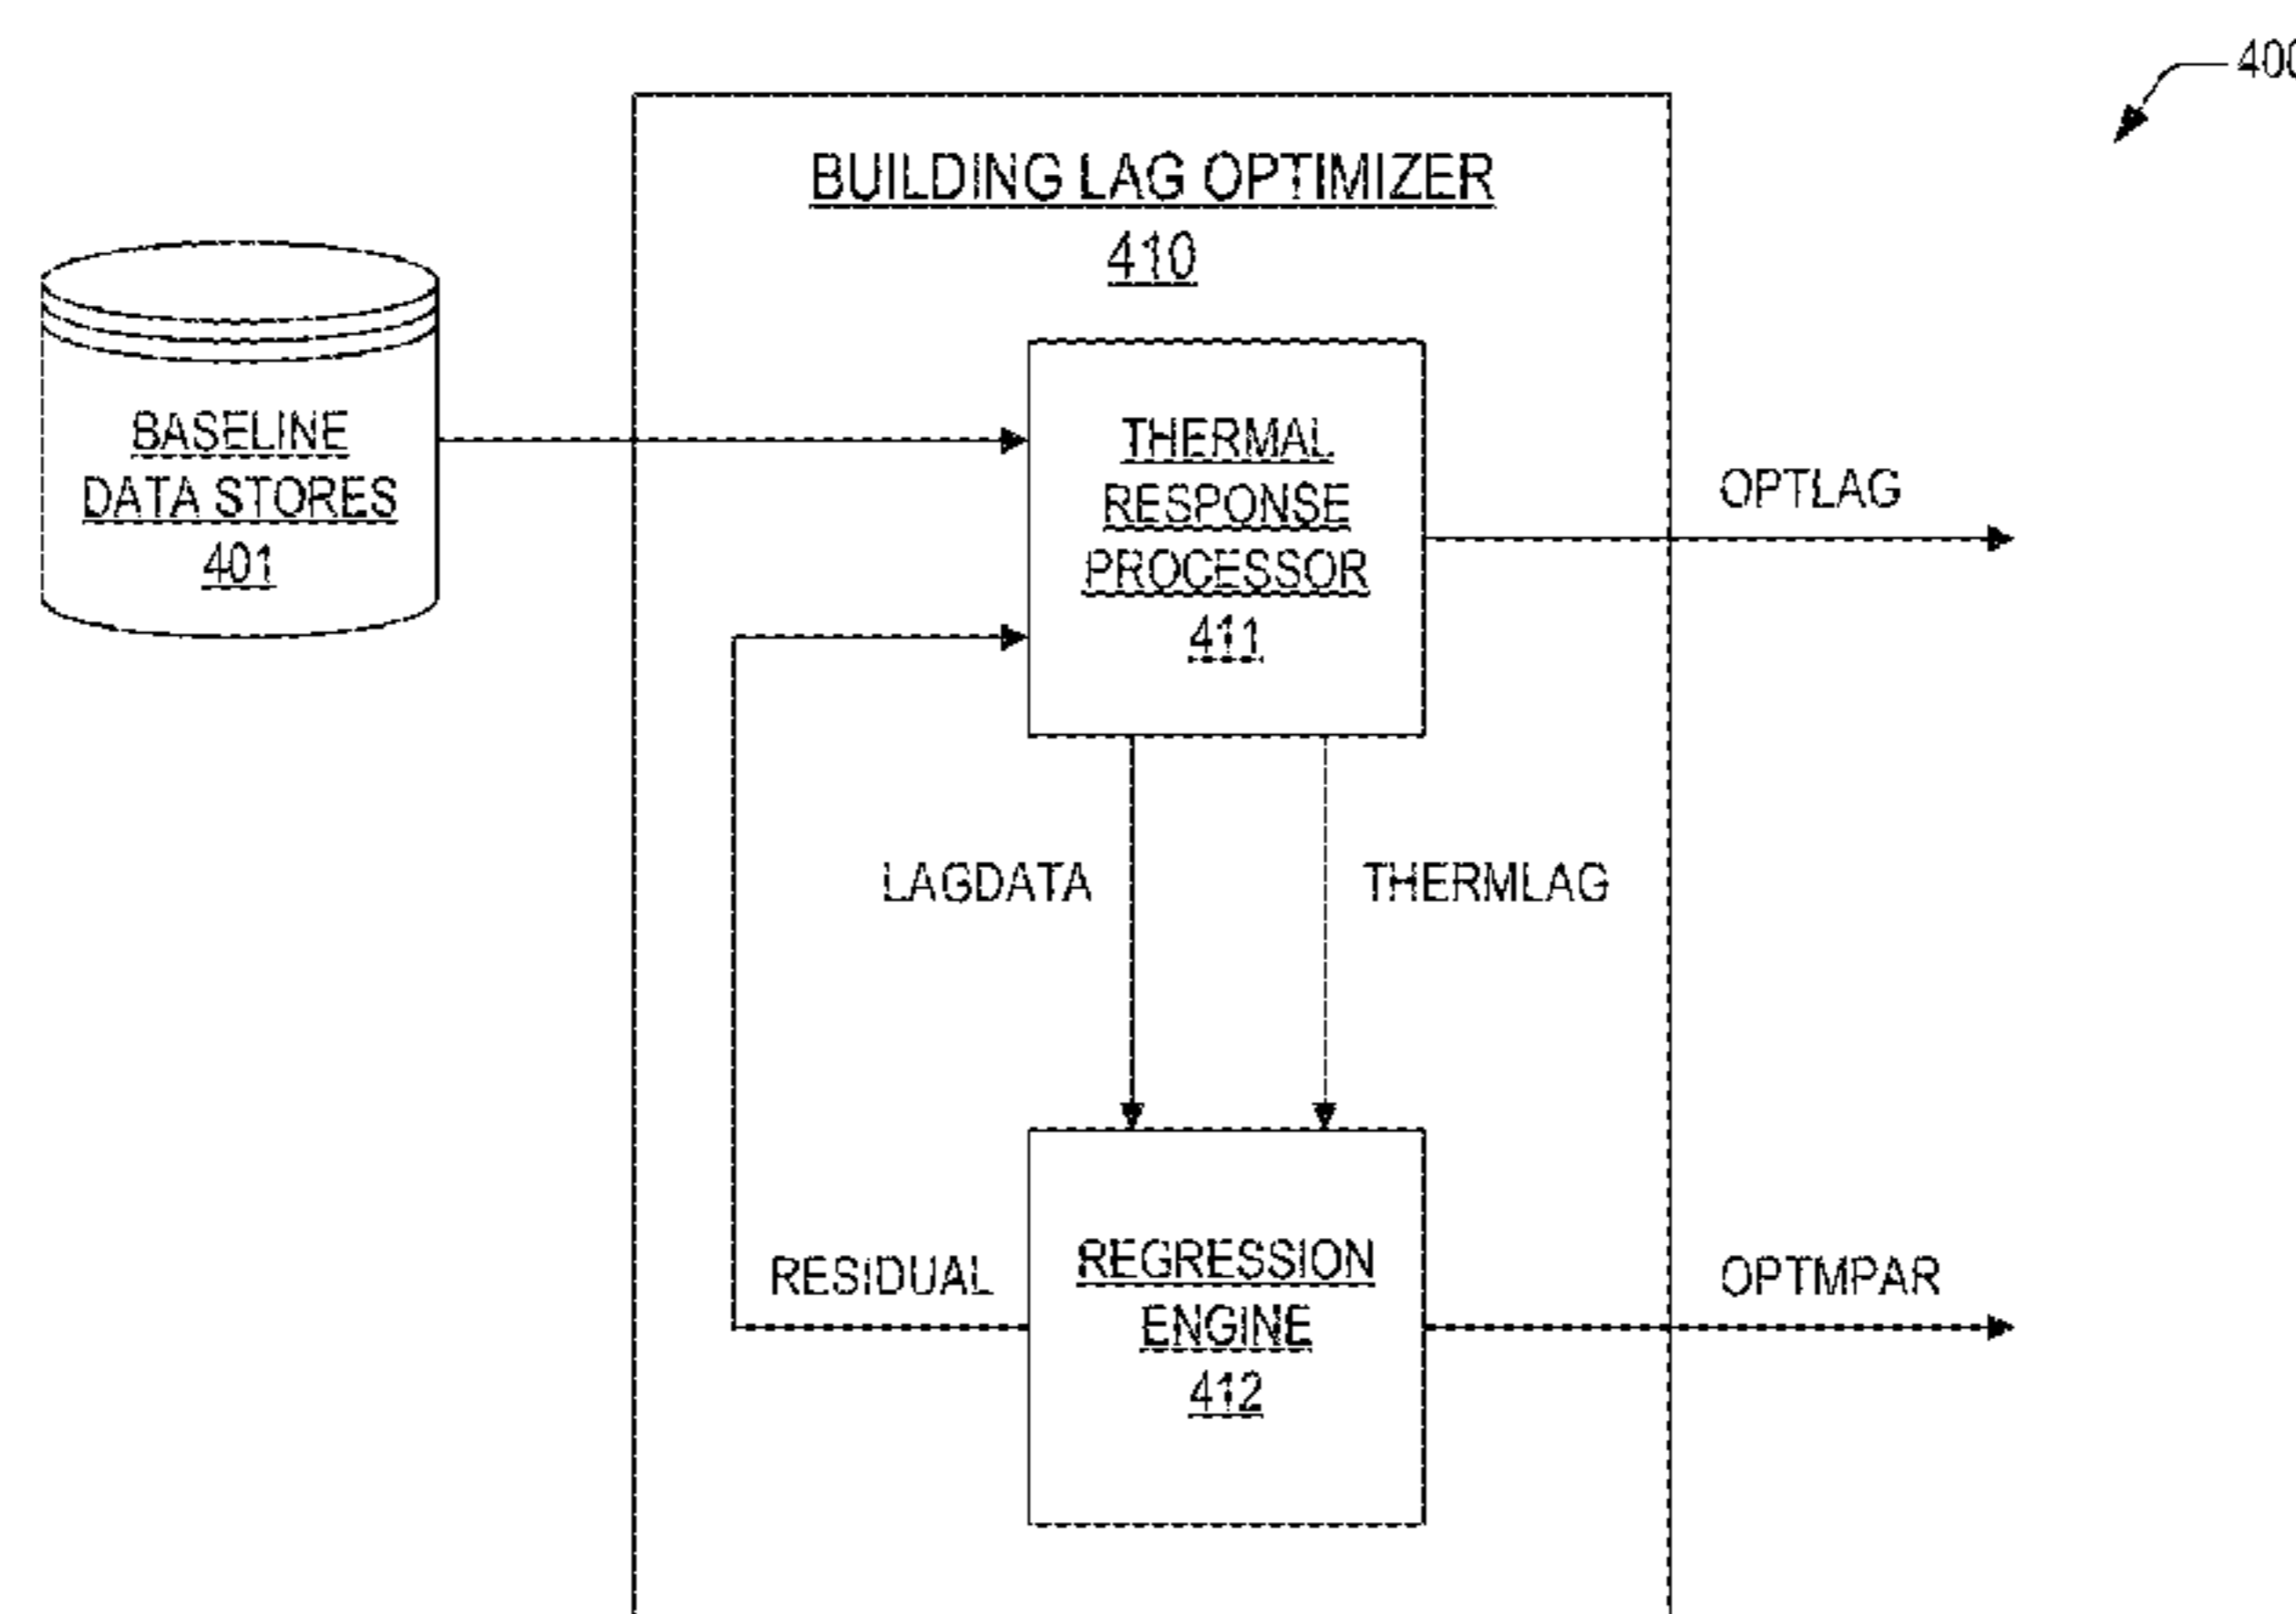 400
BUILDING LAG OPTIMIZER
410
BASELINE
DATA STORES
401
THERMAL
RESPONSE
PROCESSOR
411
OPTLAG
LAGDATA
THERMLAG
RESIDUAL
REGRESSION
ENGINE
412
OPTMPAR